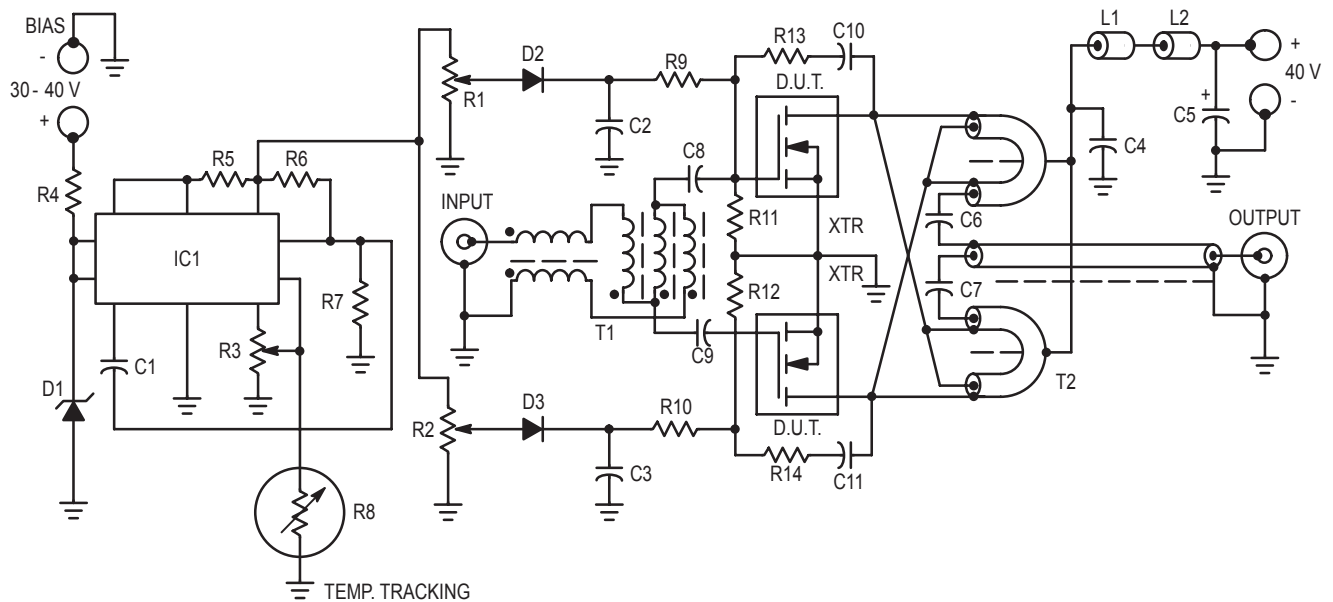 BIAS
-
30 - 40 V
+
R4
D1
R5
R6
IC1
R7
C1
R3
R8
TEMP. TRACKING
R1
D2
R9
C2
INPUT
T1
C8
C9
R11
R12
R13
C10
D.U.T.
XTR
XTR
D.U.T.
R2
D3
R10
C3
R14
C11
C6
C7
T2
L1
L2
+
40 V
-
+
C5
C4
OUTPUT